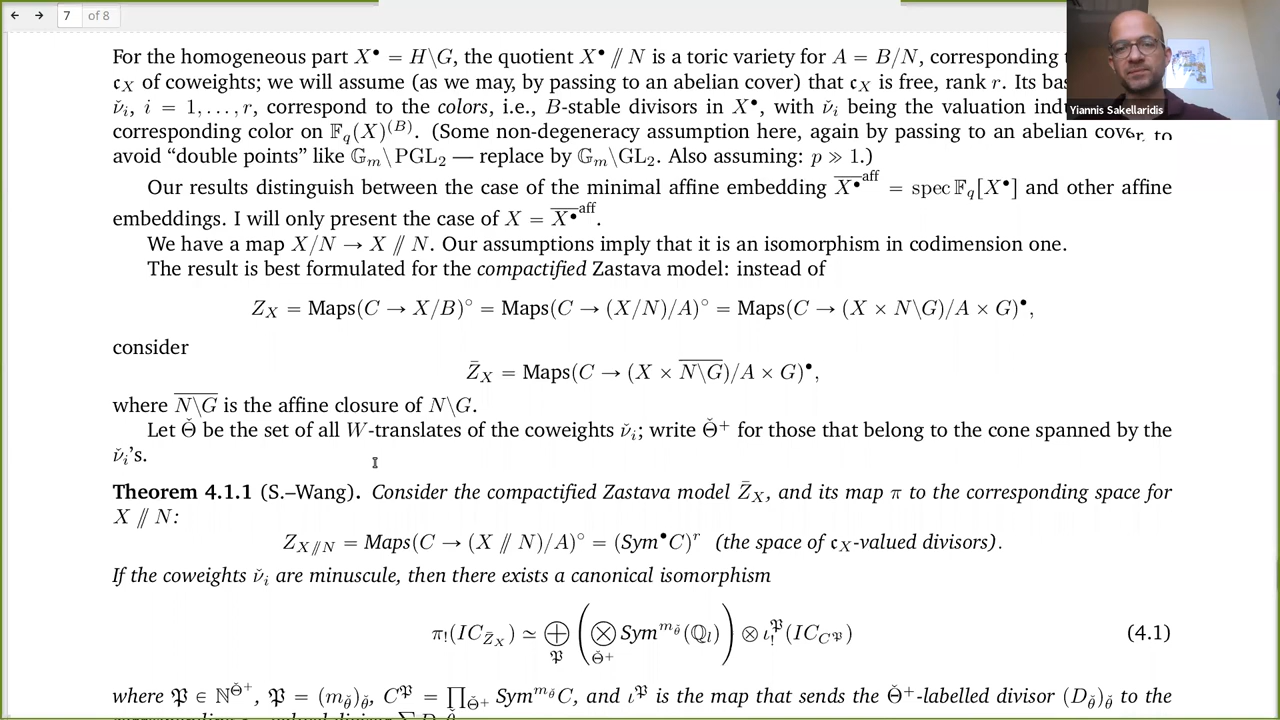 7 of 8
Yiannis Sakellaridis
For the homogeneous part X• = H\G, the quotient X• ⫽ N is a toric variety for A = B/N, corresponding t
𝔠_X of coweights; we will assume (as we may, by passing to an abelian cover) that 𝔠_X is free, rank r. Its bas
ν̌_i, i = 1, . . . , r, correspond to the colors, i.e., B-stable divisors in X•, with ν̌_i being the valuation ind
corresponding color on 𝔽_q(X)^(B). (Some non-degeneracy assumption here, again by passing to an abelian cover, to
avoid “double points” like 𝔾_m\PGL_2 — replace by 𝔾_m\GL_2. Also assuming: p ≫ 1.)
Our results distinguish between the case of the minimal affine embedding \overline{X•}^aff = spec 𝔽_q[X•] and other affine
embeddings. I will only present the case of X = \overline{X•}^aff.
We have a map X/N → X ⫽ N. Our assumptions imply that it is an isomorphism in codimension one.
The result is best formulated for the compactified Zastava model: instead of
Z_X = Maps(C → X/B)° = Maps(C → (X/N)/A)° = Maps(C → (X × N\G)/A × G)•,
consider
Z̄_X = Maps(C → (X × \overline{N\G})/A × G)•,
where \overline{N\G} is the affine closure of N\G.
Let Θ̌ be the set of all W-translates of the coweights ν̌_i; write Θ̌⁺ for those that belong to the cone spanned by the
ν̌_i’s.
Theorem 4.1.1 (S.–Wang). Consider the compactified Zastava model Z̄_X, and its map π to the corresponding space for
X ⫽ N:
Z_{X⫽N} = Maps(C → (X ⫽ N)/A)° = (Sym•C)^r (the space of 𝔠_X-valued divisors).
If the coweights ν̌_i are minuscule, then there exists a canonical isomorphism
π_!(IC_{Z̄_X}) ≃ ⊕_𝔓 (⊗_{Θ̌⁺} Sym^{m_θ̌}(ℚ_l)) ⊗ ι^𝔓_!(IC_{C^𝔓}) (4.1)
where 𝔓 ∈ ℕ^{Θ̌⁺}, 𝔓 = (m_θ̌)_θ̌, C^𝔓 = ∏_{Θ̌⁺} Sym^{m_θ̌} C, and ι^𝔓 is the map that sends the Θ̌⁺-labelled divisor (D_θ̌)_θ̌ to the